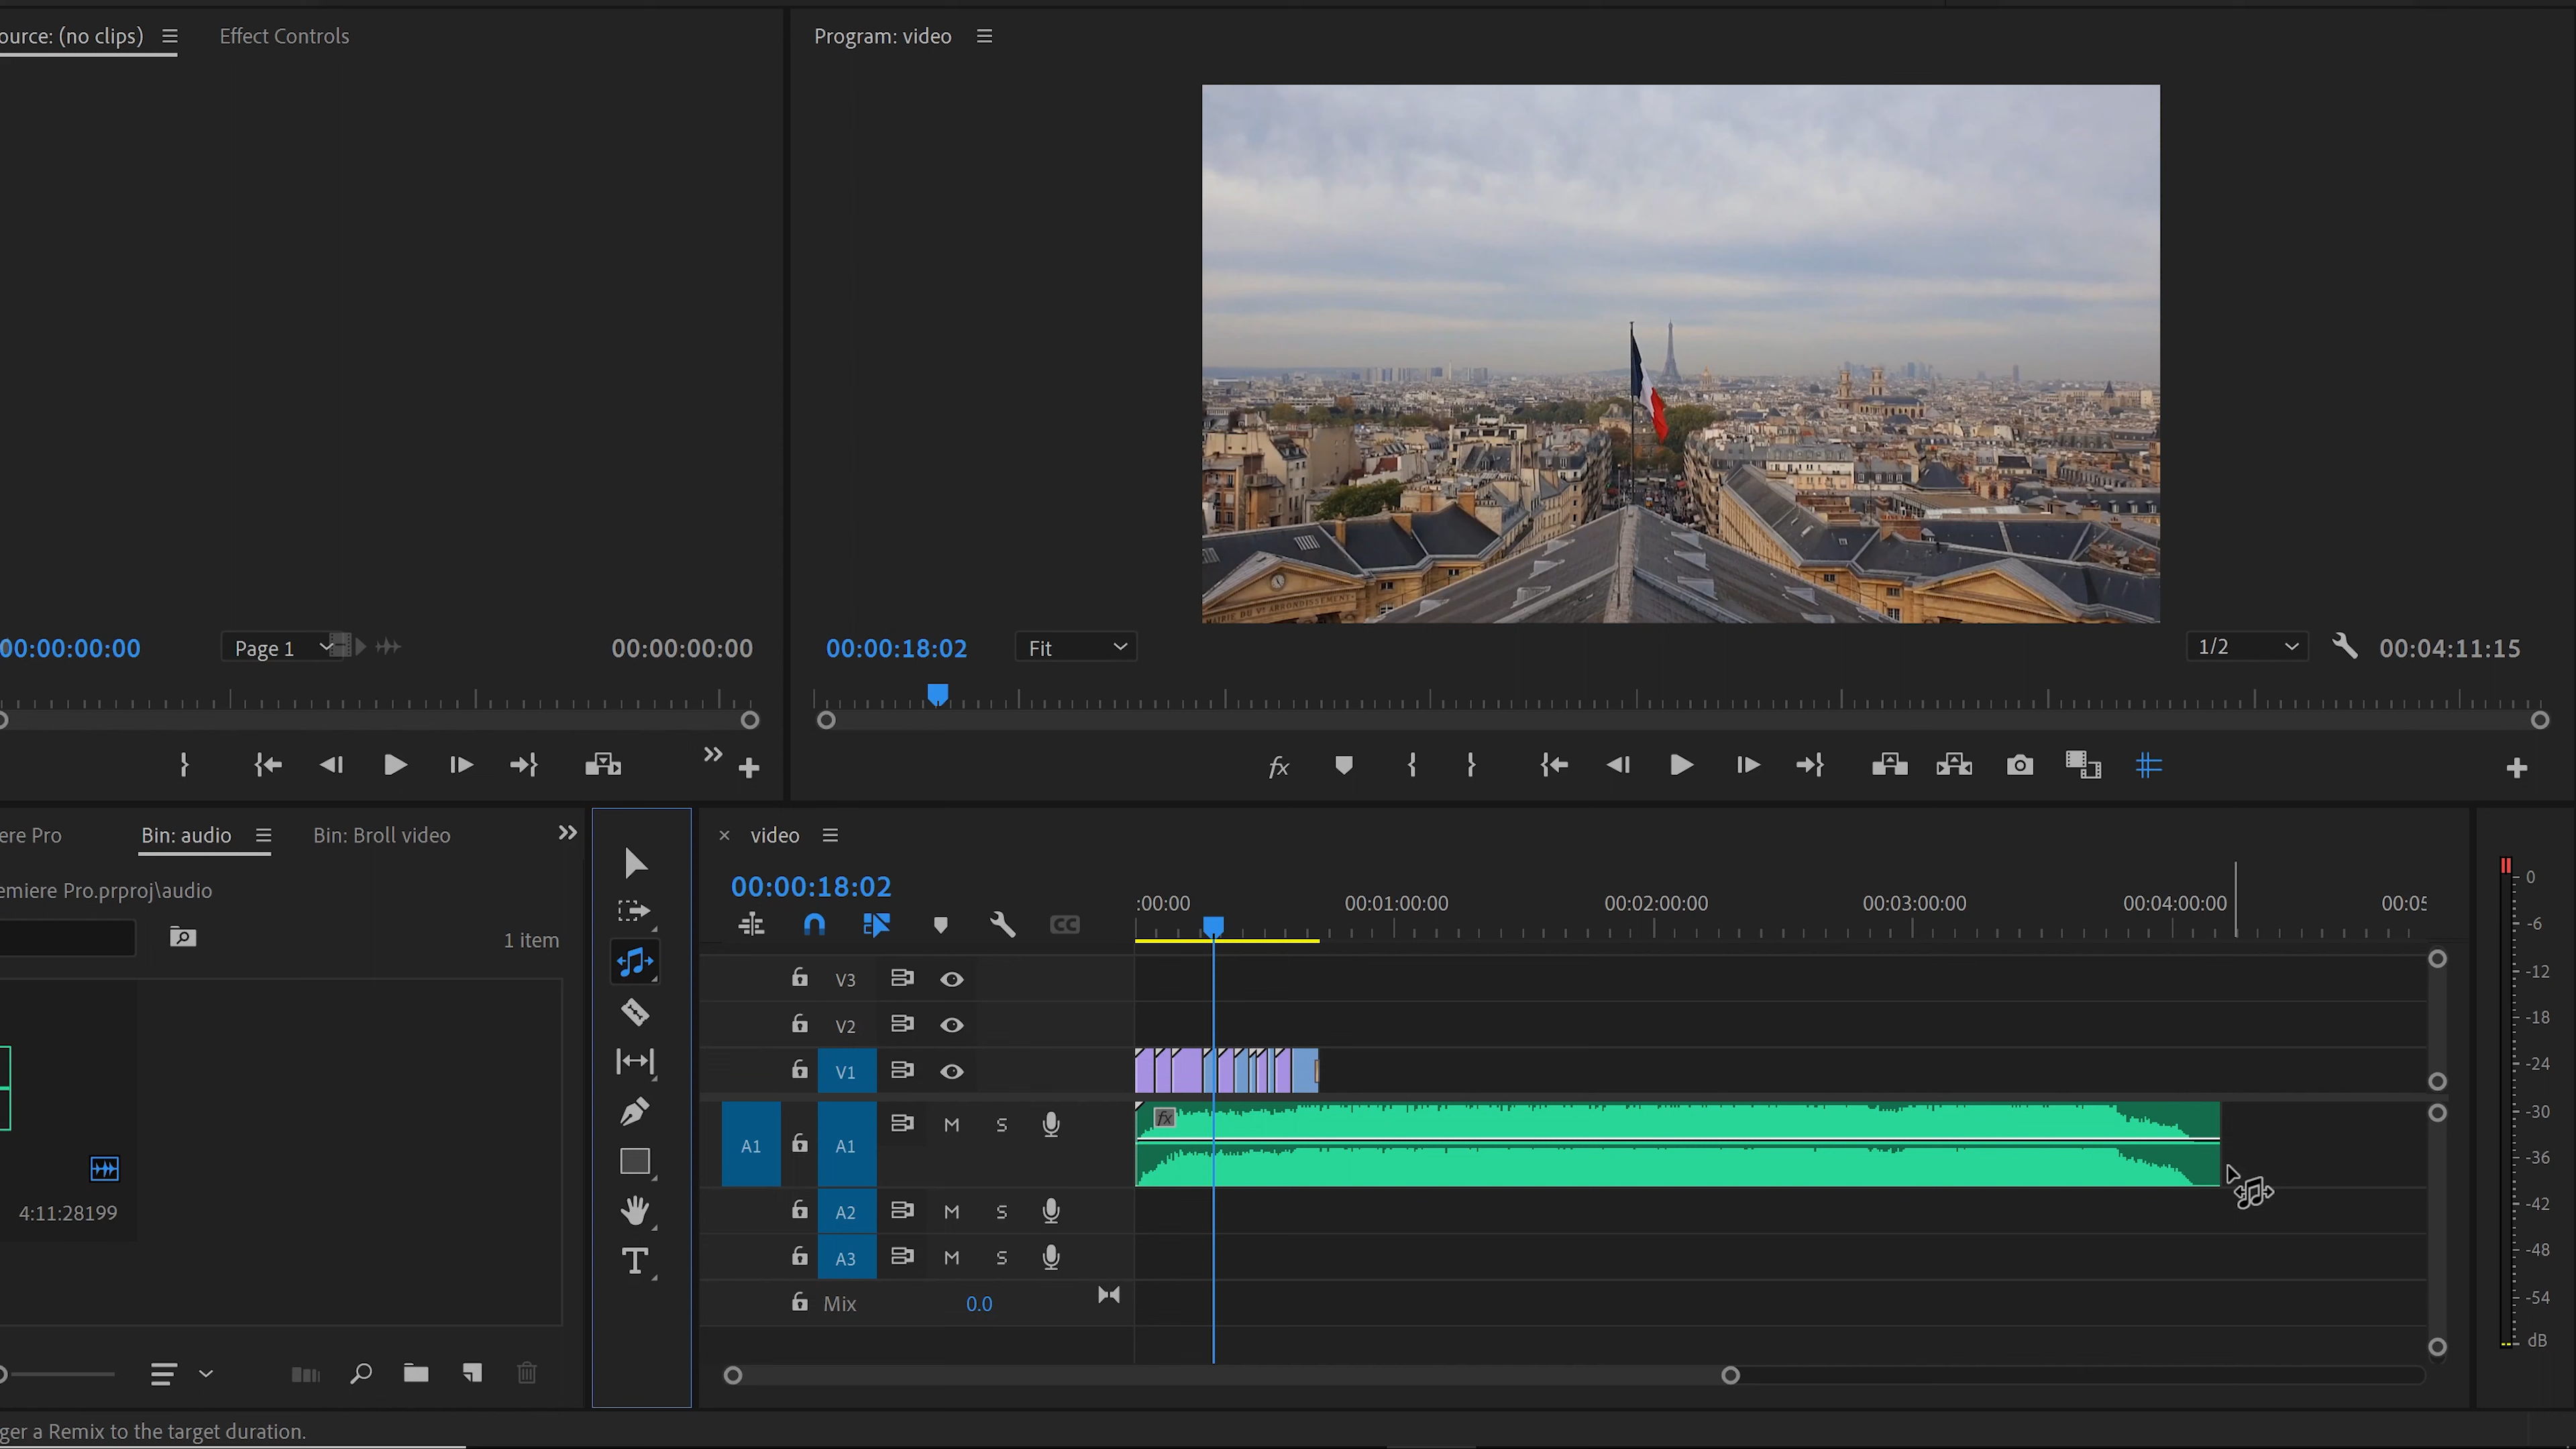 ource: (no clips)
Effect Controls
Program: video
00:00:00:00
Page 1
00:00:00:00
00:00:18:02
Fit
1/2
00:04:11:15
fx
ere Pro
Bin: audio
Bin: Broll video
emiere Pro.prproj\audio
1 item
4:11:28199
video
00:00:18:02
:00:00
00:01:00:00
00:02:00:00
00:03:00:00
00:04:00:00
00:05
CC
V3
V2
V1
A1
A1
M
S
fx
A2
M
S
A3
M
S
Mix
0.0
T
0
-6
-12
-18
-24
-30
-36
-42
-48
-54
dB
ger a Remix to the target duration.